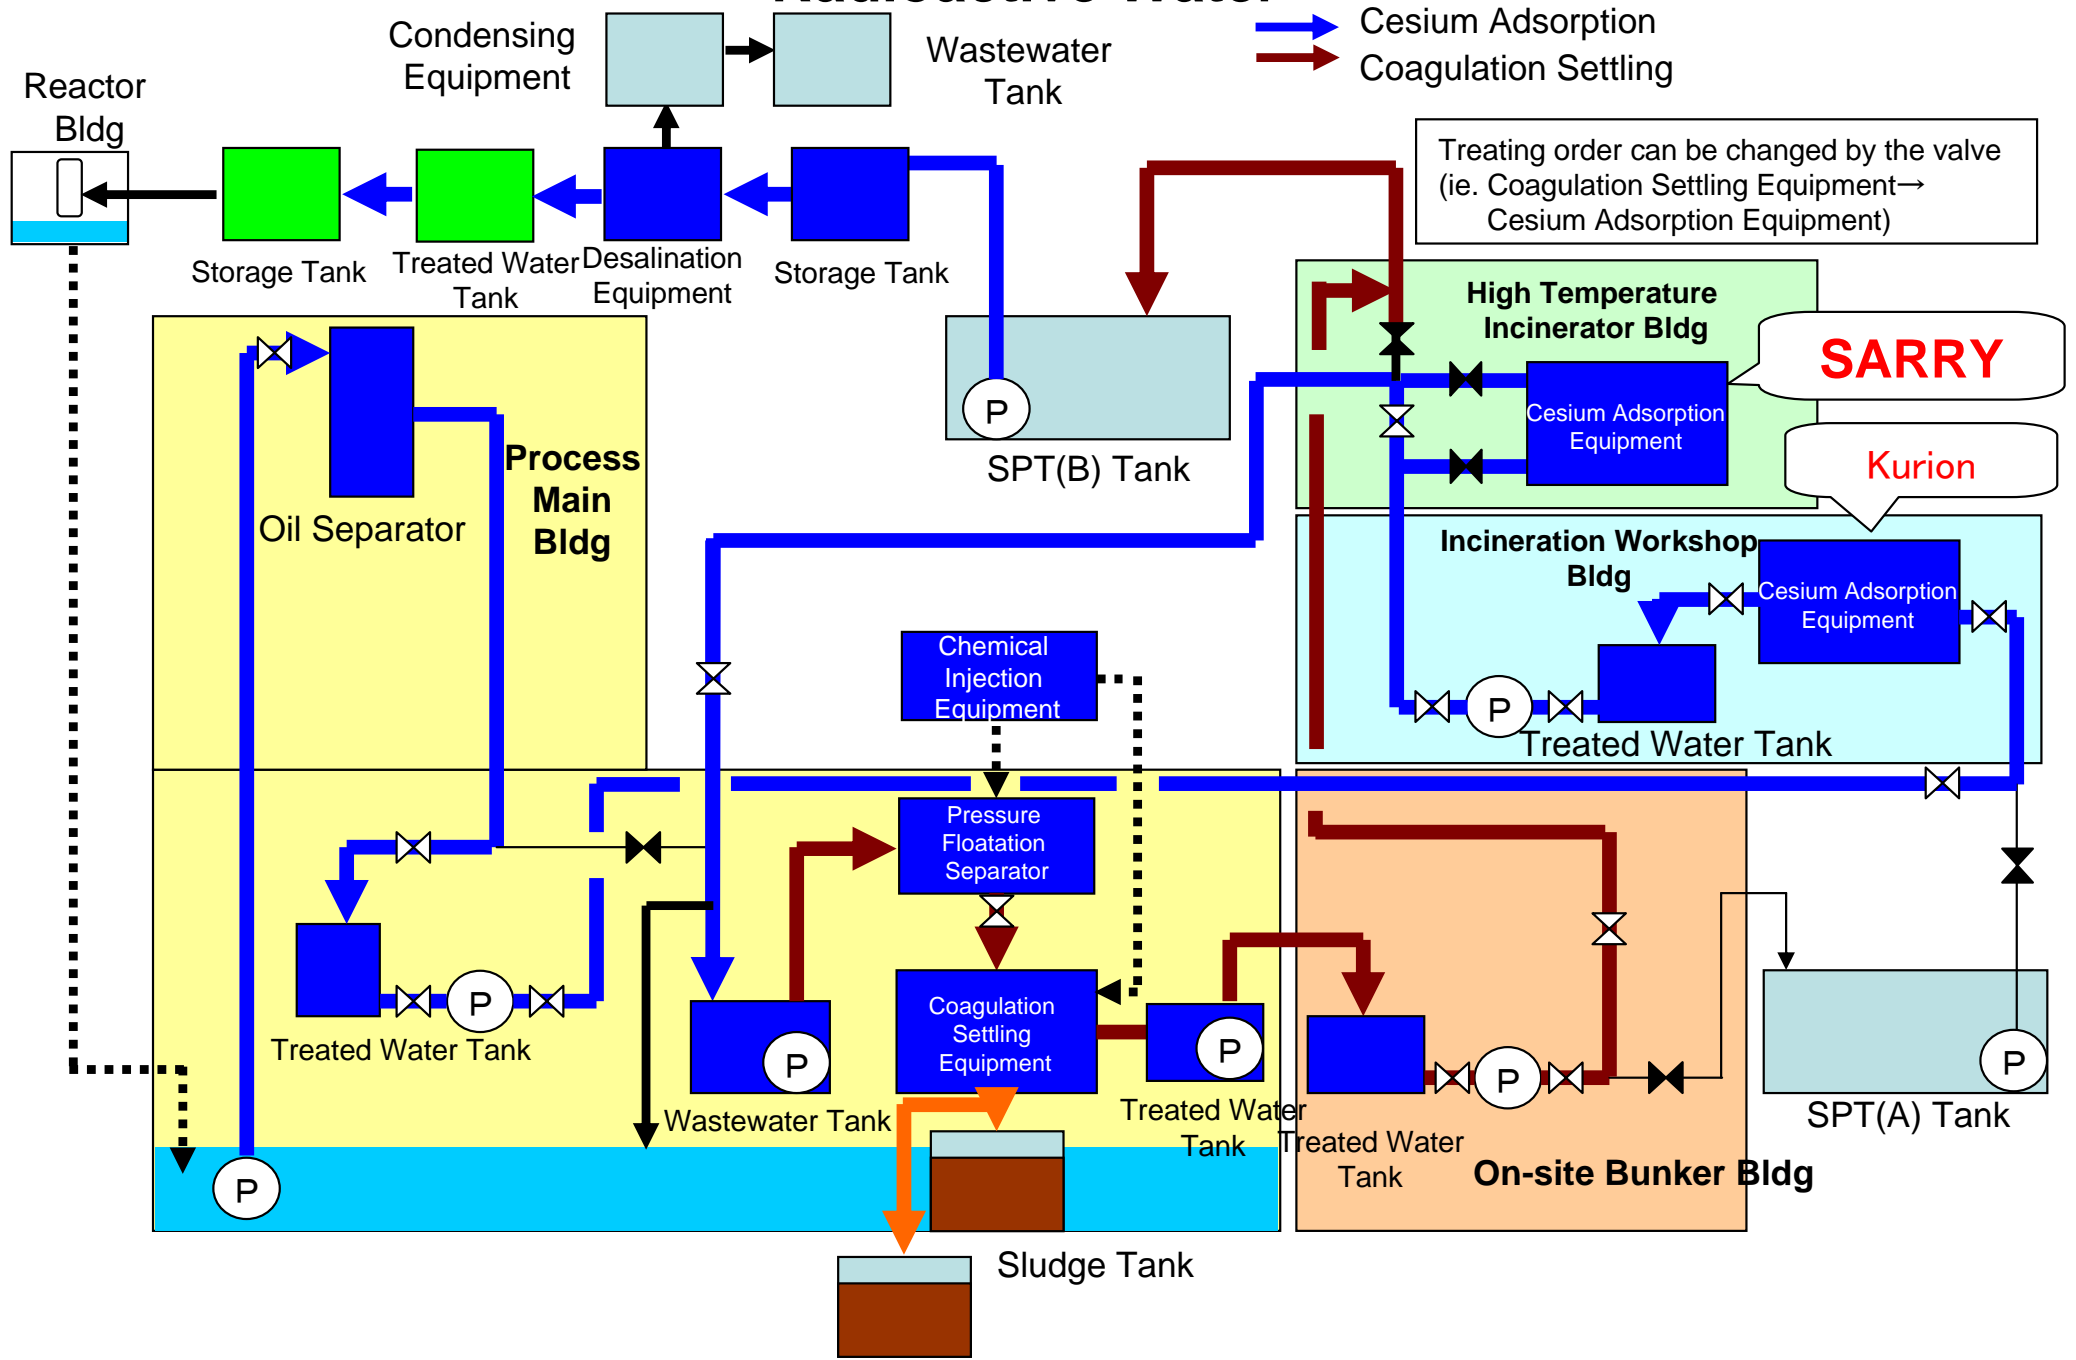 Radioactive Water
Condensing
Equipment
Wastewater
Tank
Cesium Adsorption
Coagulation Settling
Reactor
Bldg
Treating order can be changed by the valve
(ie. Coagulation Settling Equipment→
Cesium Adsorption Equipment)
Storage Tank
Treated Water
Tank
Desalination
Equipment
Storage Tank
High Temperature
Incinerator Bldg
SARRY
Cesium Adsorption
Equipment
P
SPT(B) Tank
Process
Main
Bldg
Oil Separator
Kurion
Incineration Workshop
Bldg
Cesium Adsorption
Equipment
P
Treated Water Tank
Chemical
Injection
Equipment
Pressure
Floatation
Separator
P
Treated Water Tank
P
Wastewater Tank
Coagulation
Settling
Equipment
P
Treated Water
Tank
P
Treated Water
Tank
On-site Bunker Bldg
P
SPT(A) Tank
P
Sludge Tank